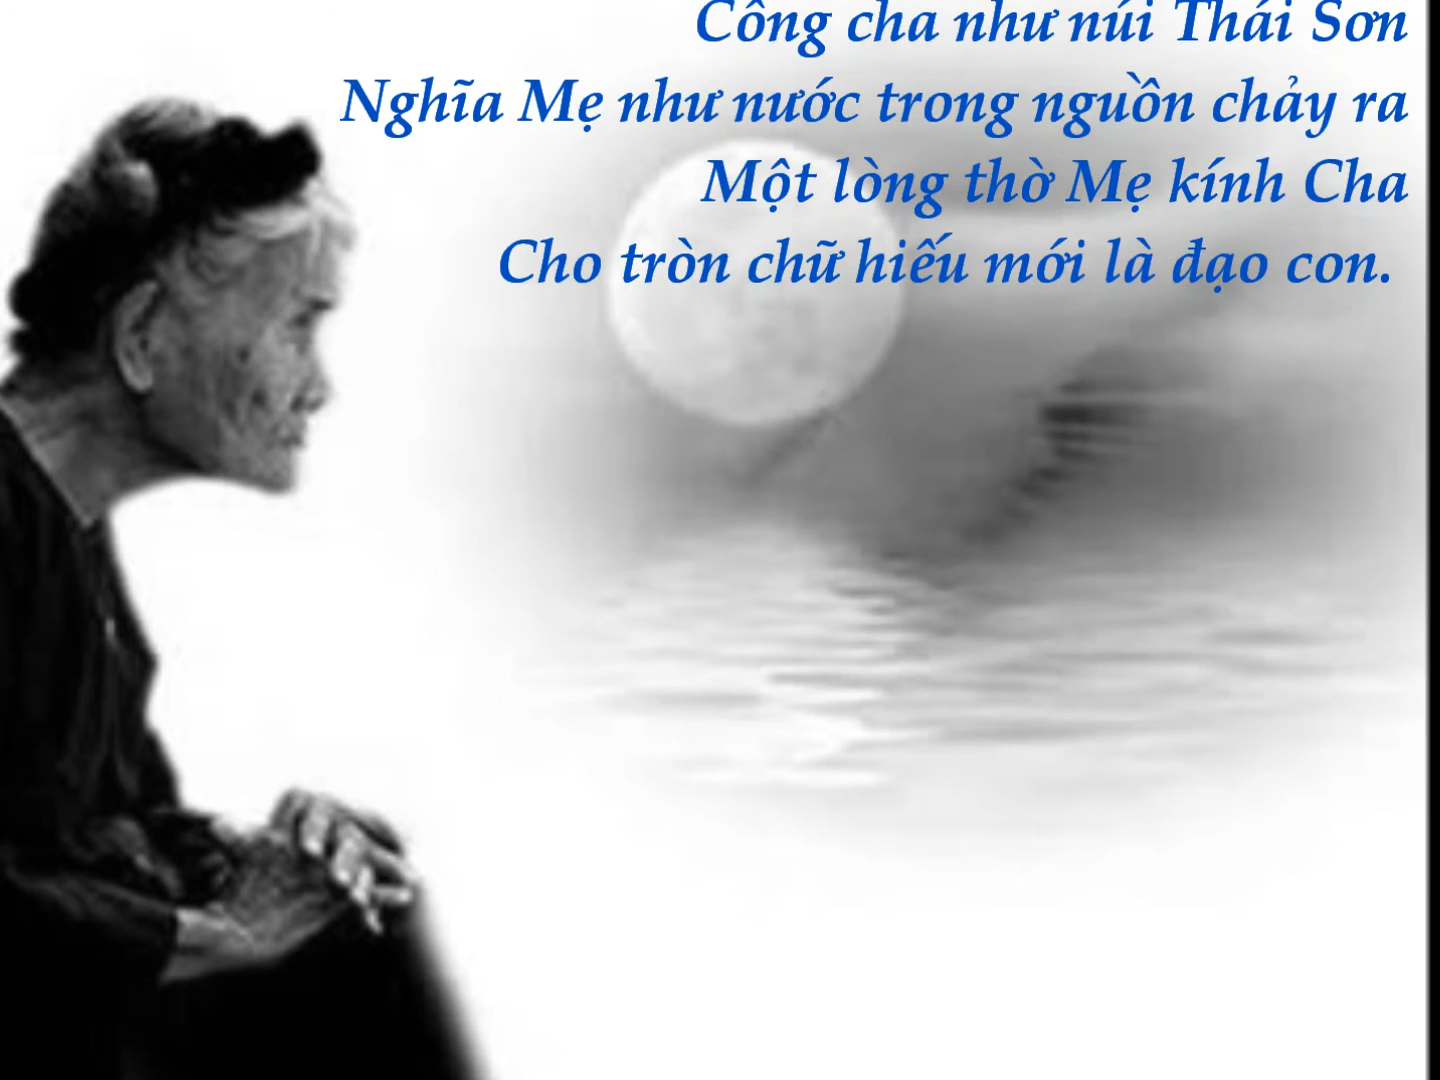 Công cha như núi Thái Sơn
Nghĩa Mẹ như nước trong nguồn chảy ra
Một lòng thờ Mẹ kính Cha
Cho tròn chữ hiếu mới là đạo con.